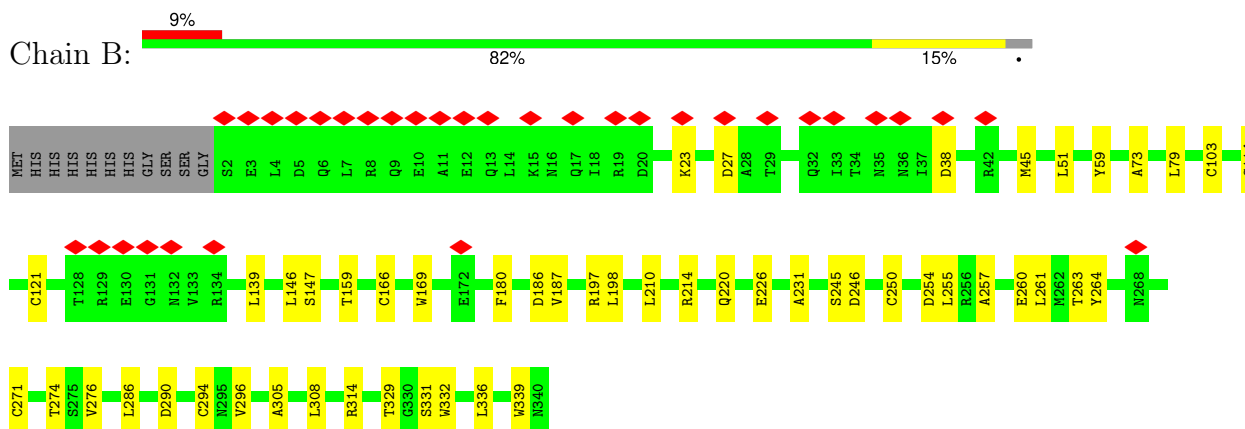 9%
Chain B:
82% 15% •
MET HIS HIS HIS HIS HIS HIS GLY SER SER GLY S2 E3 L4 D5 Q6 L7 R8 Q9 E10 A11 E12 Q13 L14 K15 N16 Q17 I18 R19 D20 K23 D27 A28 T29 Q32 I33 T34 N35 N36 I37 D38 R42 M45 L51 Y59 A73 L79 C103
C121 T128 R129 E130 G131 N132 V133 R134 L139 L146 S147 T159 C166 W169 E172 F180 D186 V187 R197 L198 L210 R214 Q220 E226 A231 S245 D246 C250 D254 L255 R256 A257 E260 L261 M262 T263 Y264 N268
C271 T274 S275 V276 L286 D290 C294 N295 V296 A305 L308 R314 T329 G330 S331 W332 L336 W339 N340